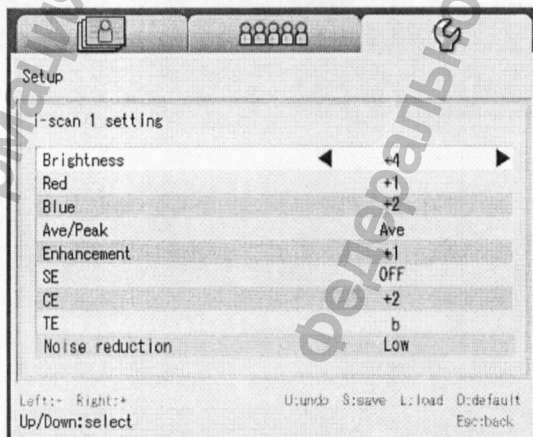 Setup
i-scan 1 setting
Brightness +4
Red +1
Blue +2
Ave/Peak Ave
Enhancement +1
SE OFF
CE +2
TE b
Noise reduction Low
Left:- Right:+ U:undo S:save L:load D:default
Up/Down:select Esc:back